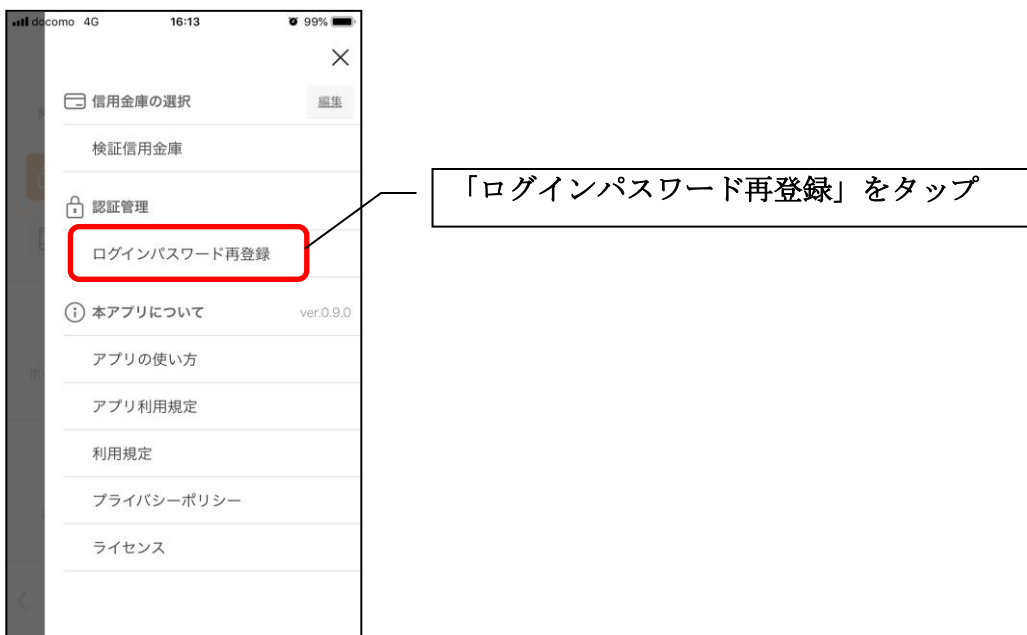 docomo 4G 16:13 99%
信用金庫の選択 編集
検証信用金庫
認証管理
「ログインパスワード再登録」をタップ
ログインパスワード再登録
本アプリについて ver.0.9.0
アプリの使い方
アプリ利用規定
利用規定
プライバシーポリシー
ライセンス